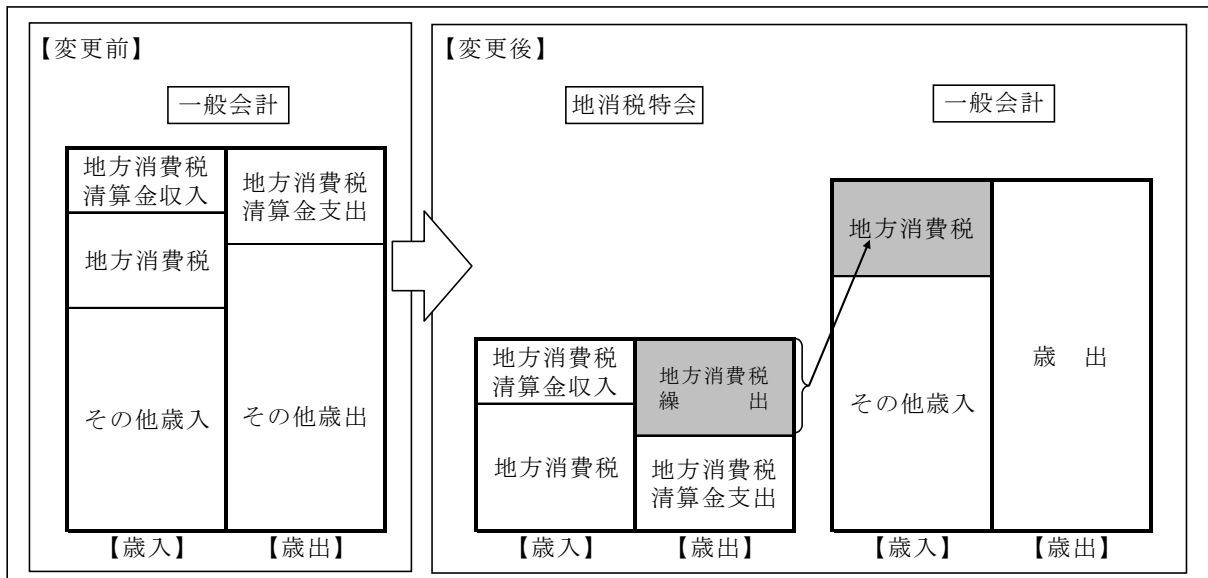 【変更前】
一般会計
地方消費税
清算金収入
地方消費税
清算金支出
地方消費税
その他歳入
その他歳出
【歳入】
【歳出】
【変更後】
地消税特会
地方消費税
清算金収入
地方消費税
繰　　出
地方消費税
地方消費税
清算金支出
【歳入】
【歳出】
一般会計
地方消費税
その他歳入
歳　出
【歳入】
【歳出】